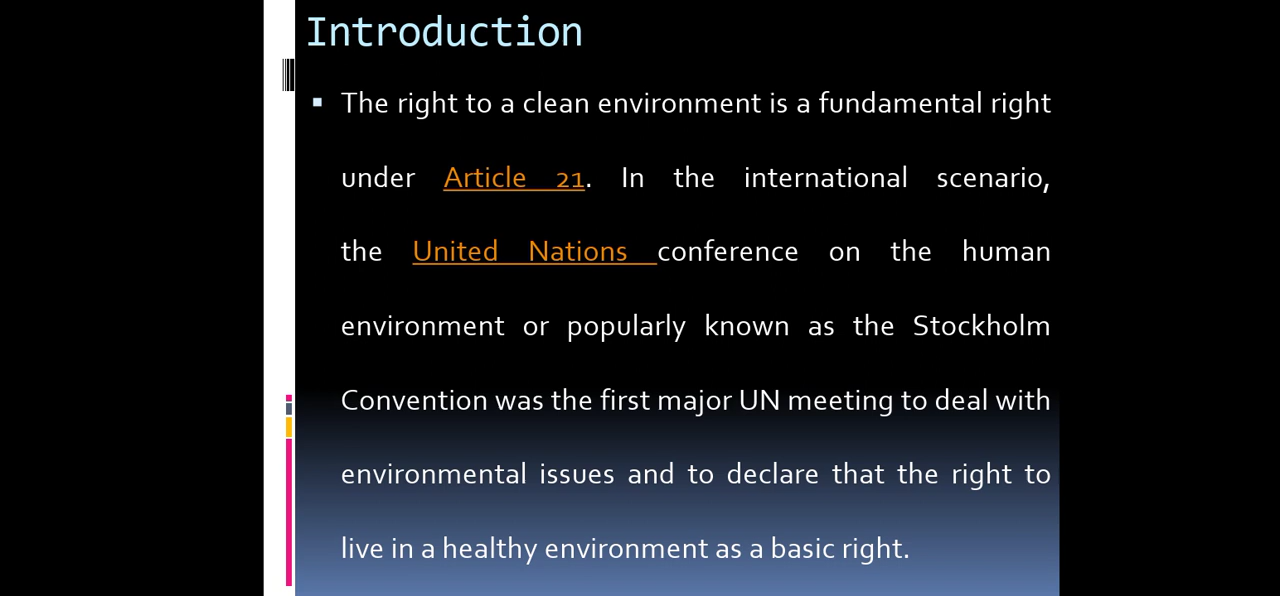 Introduction
▪ The right to a clean environment is a fundamental right
under Article 21. In the international scenario,
the United Nations conference on the human
environment or popularly known as the Stockholm
Convention was the first major UN meeting to deal with
environmental issues and to declare that the right to
live in a healthy environment as a basic right.